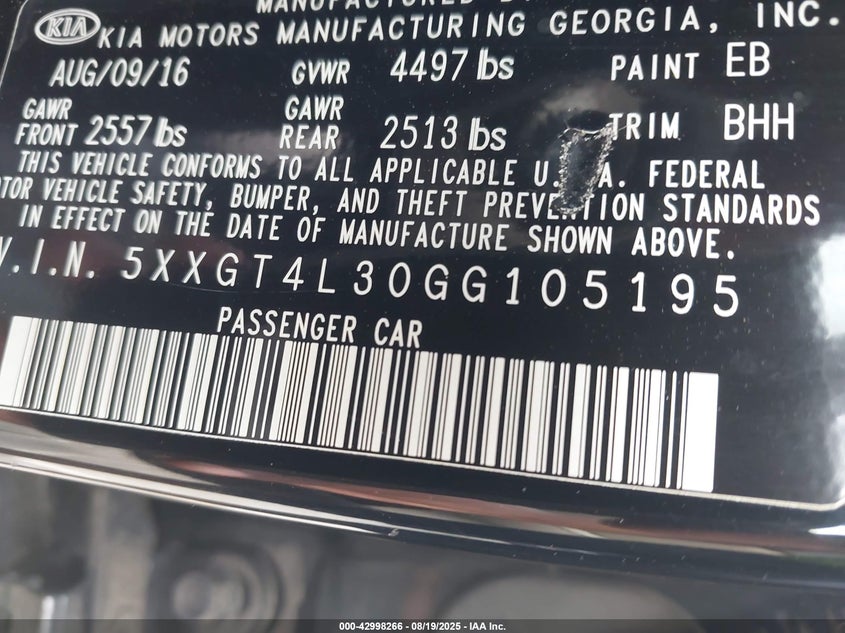 MANUFACTURED
KIA KIA MOTORS MANUFACTURING GEORGIA, INC.
AUG/09/16 GVWR 4497 lbs PAINT EB
GAWR FRONT 2557 lbs GAWR REAR 2513 lbs TRIM BHH
THIS VEHICLE CONFORMS TO ALL APPLICABLE U.S.A. FEDERAL
MOTOR VEHICLE SAFETY, BUMPER, AND THEFT PREVENTION STANDARDS
IN EFFECT ON THE DATE OF MANUFACTURE SHOWN ABOVE.
V.I.N. 5XXGT4L30GG105195
PASSENGER CAR
000-42998266 - 08/19/2025 - IAA Inc.